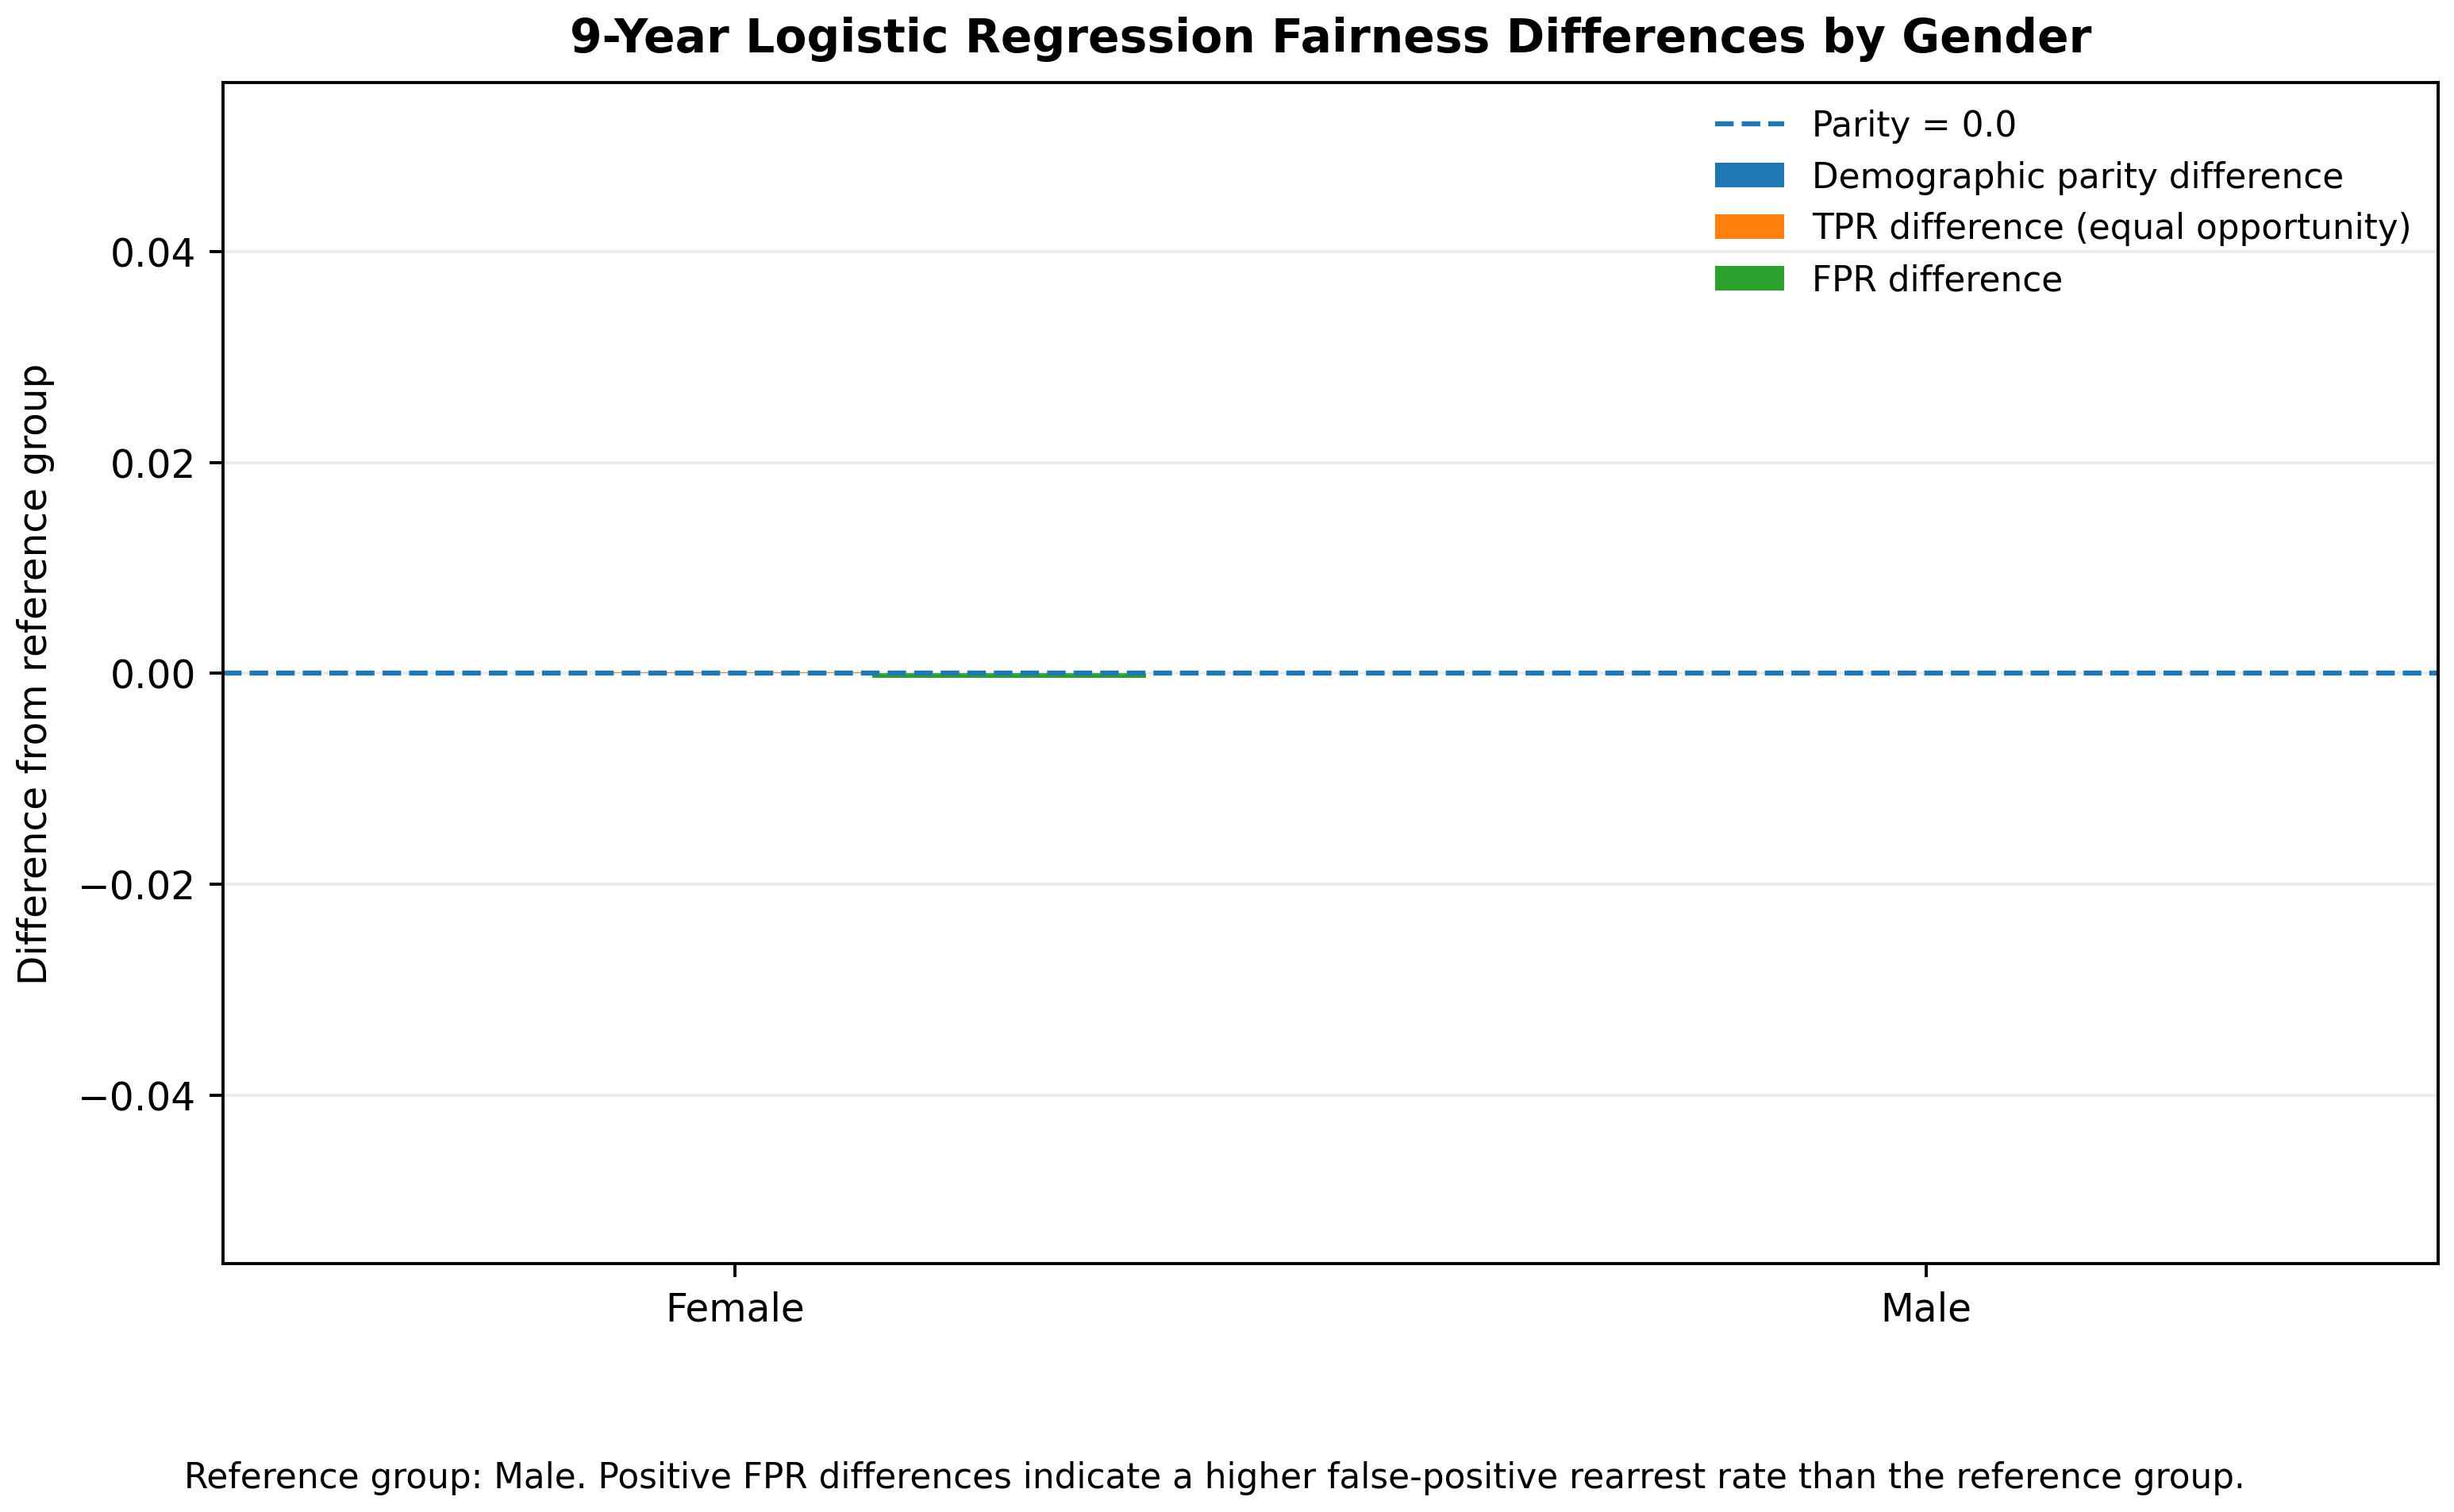 9-Year Logistic Regression Fairness Differences by Gender
Parity = 0.0
Demographic parity difference
TPR difference (equal opportunity)
FPR difference
Difference from reference group
0.04
0.02
0.00
−0.02
−0.04
Female
Male
Reference group: Male. Positive FPR differences indicate a higher false-positive rearrest rate than the reference group.